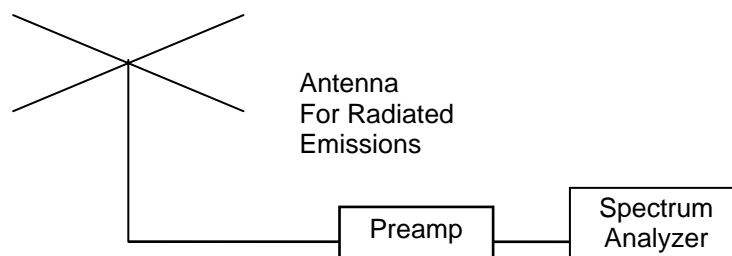 Antenna
For Radiated
Emissions
Preamp
Spectrum
Analyzer